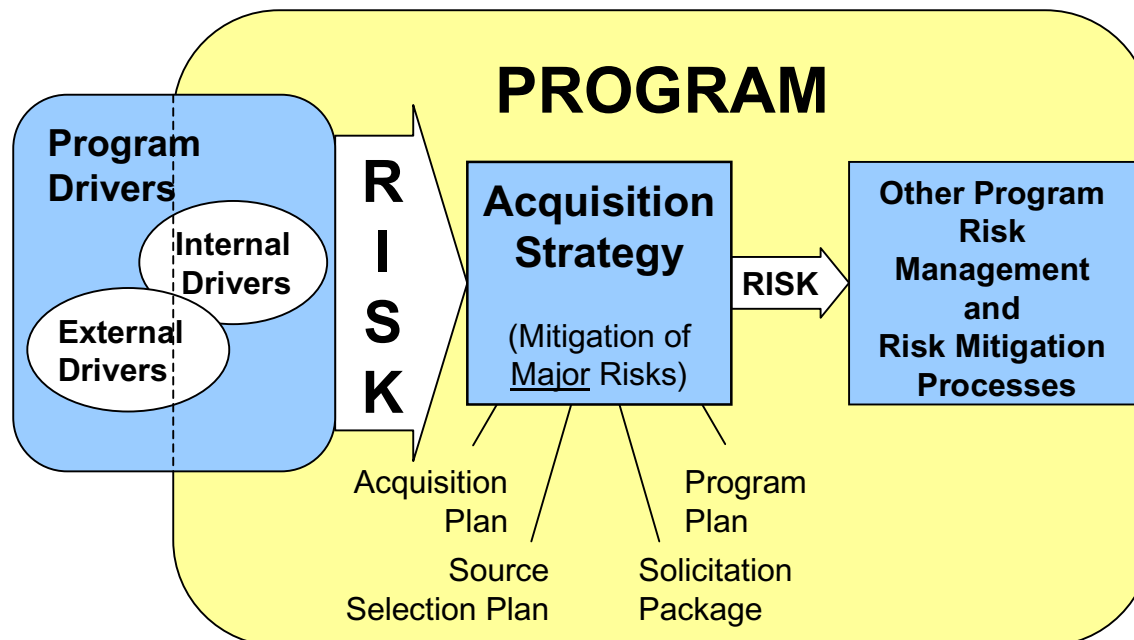 PROGRAM
Program
Drivers
Internal
Drivers
External
Drivers
R
I
S
K
Acquisition
Strategy
(Mitigation of
Major Risks)
RISK
Other Program
Risk
Management
and
Risk Mitigation
Processes
Acquisition
Plan
Source
Selection Plan
Solicitation
Package
Program
Plan